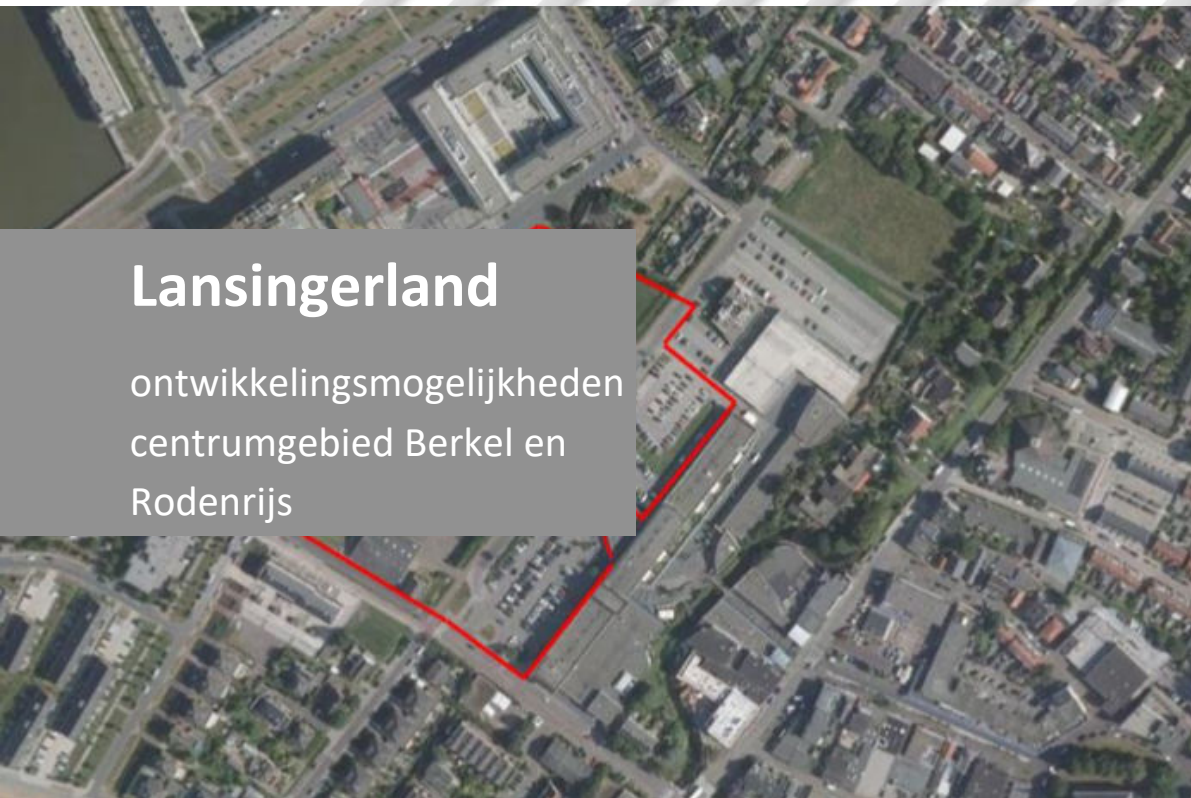 Lansingerland
ontwikkelingsmogelijkheden
centrumgebied Berkel en
Rodenrijs